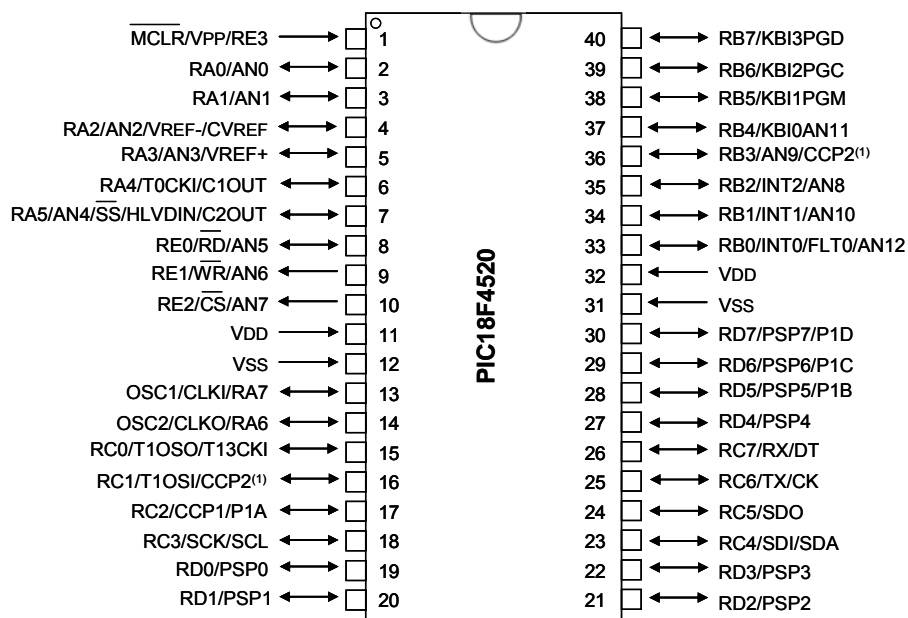 MCLR/VPP/RE3 1 40 RB7/KBI3PGD
RA0/AN0 2 39 RB6/KBI2PGC
RA1/AN1 3 38 RB5/KBI1PGM
RA2/AN2/VREF-/CVREF 4 37 RB4/KBI0AN11
RA3/AN3/VREF+ 5 36 RB3/AN9/CCP2(1)
RA4/T0CKI/C1OUT 6 35 RB2/INT2/AN8
RA5/AN4/SS/HLVDIN/C2OUT 7 34 RB1/INT1/AN10
RE0/RD/AN5 8 33 RB0/INT0/FLT0/AN12
RE1/WR/AN6 9 32 VDD
RE2/CS/AN7 10 31 VSS
VDD 11 30 RD7/PSP7/P1D
VSS 12 29 RD6/PSP6/P1C
OSC1/CLKI/RA7 13 28 RD5/PSP5/P1B
OSC2/CLKO/RA6 14 27 RD4/PSP4
RC0/T1OSO/T13CKI 15 26 RC7/RX/DT
RC1/T1OSI/CCP2(1) 16 25 RC6/TX/CK
RC2/CCP1/P1A 17 24 RC5/SDO
RC3/SCK/SCL 18 23 RC4/SDI/SDA
RD0/PSP0 19 22 RD3/PSP3
RD1/PSP1 20 21 RD2/PSP2
PIC18F4520